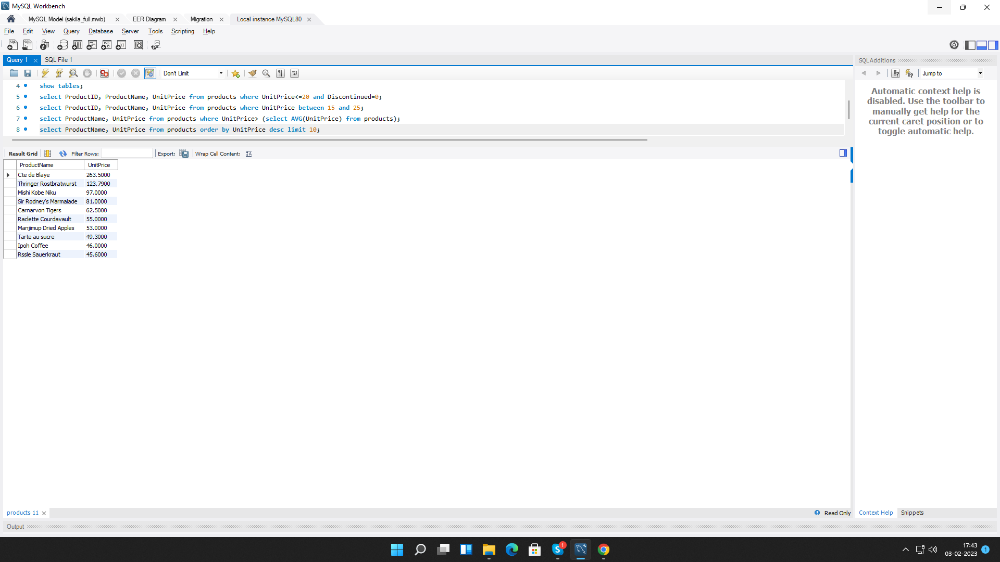 MySQL Workbench
MySQL Model (sakila_full.mwb) EER Diagram Migration Local instance MySQL80
File Edit View Query Database Server Tools Scripting Help
Query 1 SQL File 1
SQLAdditions
Don't Limit
Jump to
4 show tables;
5 select ProductID, ProductName, UnitPrice from products where UnitPrice<=20 and Discontinued=0;
6 select ProductID, ProductName, UnitPrice from products where UnitPrice between 15 and 25;
7 select ProductName, UnitPrice from products where UnitPrice> (select AVG(UnitPrice) from products);
8 select ProductName, UnitPrice from products order by UnitPrice desc limit 10;
Automatic context help is
disabled. Use the toolbar to
manually get help for the
current caret position or to
toggle automatic help.
Result Grid Filter Rows: Export: Wrap Cell Content:
ProductName UnitPrice
Cte de Blaye 263.5000
Thringer Rostbratwurst 123.7900
Mishi Kobe Niku 97.0000
Sir Rodney's Marmalade 81.0000
Carnarvon Tigers 62.5000
Raclette Courdavault 55.0000
Manjimup Dried Apples 53.0000
Tarte au sucre 49.3000
Ipoh Coffee 46.0000
Rssle Sauerkraut 45.6000
products 11
Read Only
Context Help Snippets
Output
17:43
03-02-2023